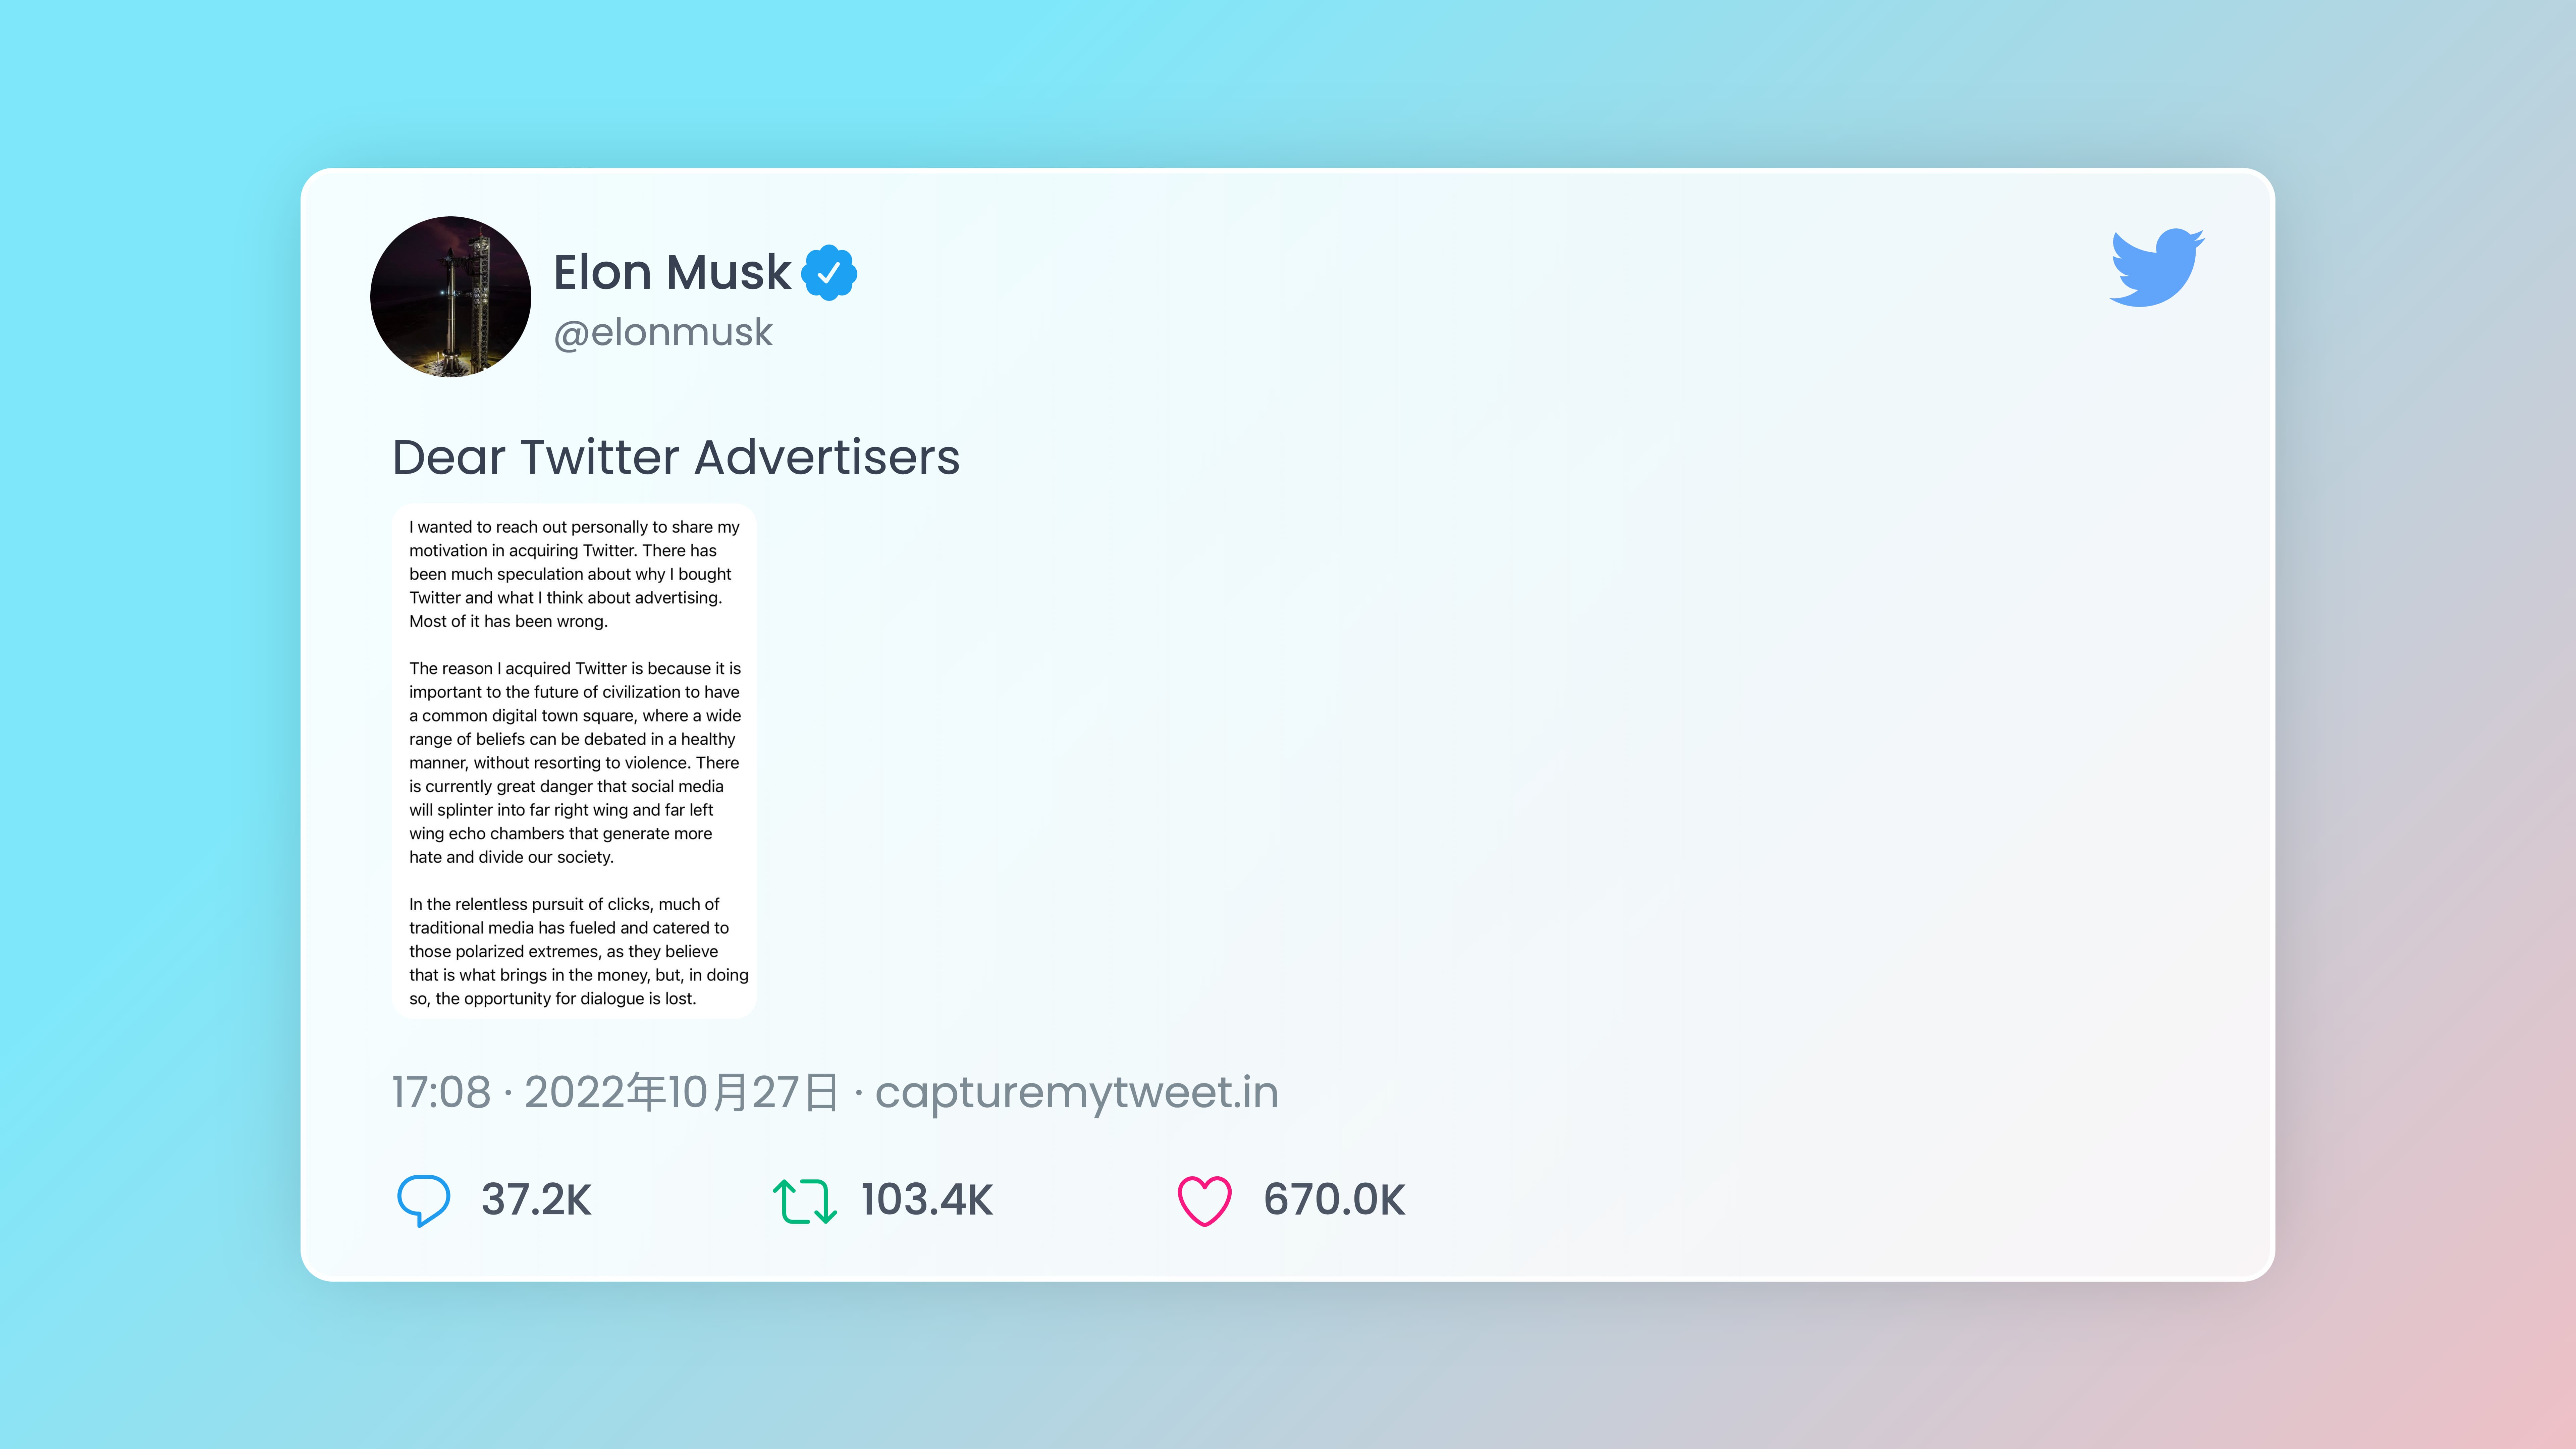 Elon Musk
@elonmusk
Dear Twitter Advertisers
I wanted to reach out personally to share my
motivation in acquiring Twitter. There has
been much speculation about why I bought
Twitter and what I think about advertising.
Most of it has been wrong.
The reason I acquired Twitter is because it is
important to the future of civilization to have
a common digital town square, where a wide
range of beliefs can be debated in a healthy
manner, without resorting to violence. There
is currently great danger that social media
will splinter into far right wing and far left
wing echo chambers that generate more
hate and divide our society.
In the relentless pursuit of clicks, much of
traditional media has fueled and catered to
those polarized extremes, as they believe
that is what brings in the money, but, in doing
so, the opportunity for dialogue is lost.
17:08 · 2022年10月27日 · capturemytweet.in
37.2K 103.4K 670.0K